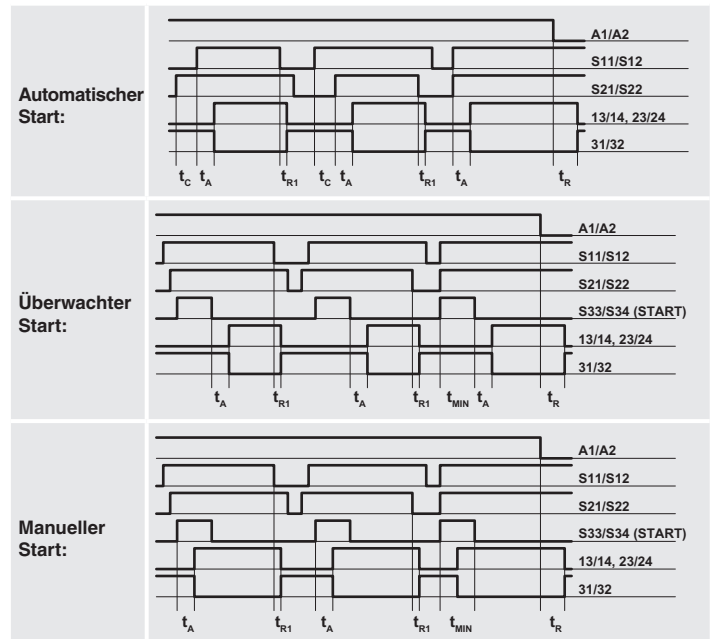 A1/A2
S11/S12
S21/S22
Automatischer
Start:
13/14, 23/24
31/32
tC tA tR1 tC tA tR1 tA tR
A1/A2
S11/S12
S21/S22
Überwachter
Start:
S33/S34 (START)
13/14, 23/24
31/32
tA tR1 tA tR1 tMIN tA tR
A1/A2
S11/S12
S21/S22
Manueller
Start:
S33/S34 (START)
13/14, 23/24
31/32
tA tR1 tA tR1 tMIN tR